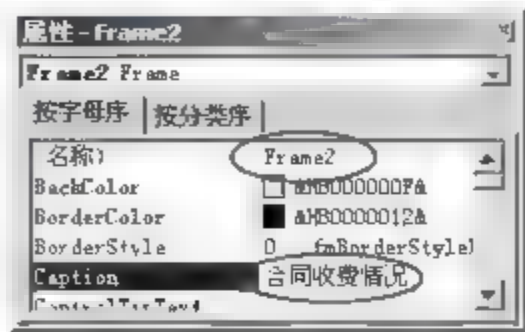 属性-Frame2
Frame2 Frame
按字母序 按分类序
名称) Frame2
BackColor &H8000000F&
BorderColor &H80000012&
BorderStyle 0 fmBorderStyle
Caption 合同收费情况